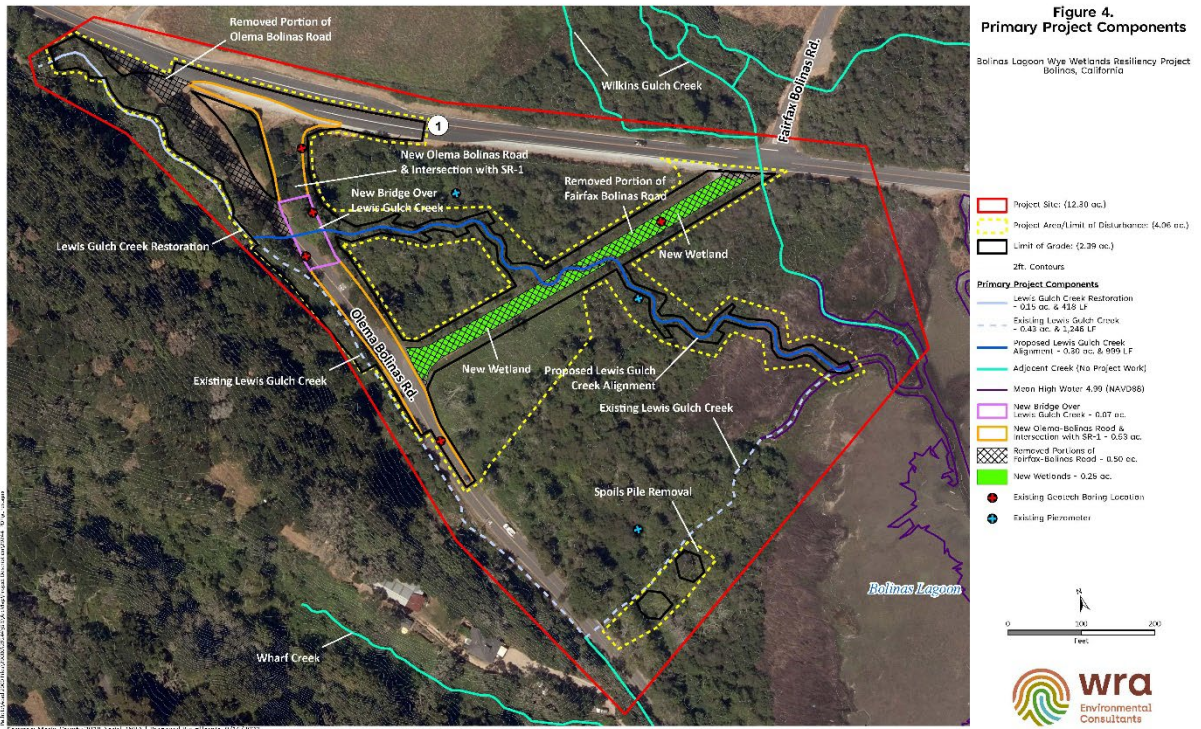 Removed Portion of
Olema Bolinas Road
Wilkins Gulch Creek
Fairfax Bolinas Rd.
1
New Olema Bolinas Road
& Intersection with SR-1
New Bridge Over
Lewis Gulch Creek
Removed Portion of
Fairfax Bolinas Road
Lewis Gulch Creek Restoration
New Wetland
Olema Bolinas Rd.
Existing Lewis Gulch Creek
New Wetland
Proposed Lewis Gulch
Creek Alignment
Existing Lewis Gulch Creek
Spoils Pile Removal
Bolinas Lagoon
Wharf Creek
Figure 4.
Primary Project Components
Bolinas Lagoon Wye Wetlands Resiliency Project
Bolinas, California
Project Site: (12.30 ac.)
Project Area/Limit of Disturbance: (4.06 ac.)
Limit of Grade: (2.39 ac.)
2ft. Contours
Primary Project Components
Lewis Gulch Creek Restoration
- 0.15 ac. & 418 LF
Existing Lewis Gulch Creek
- 0.43 ac. & 1,246 LF
Proposed Lewis Gulch Creek
Alignment - 0.30 ac. & 999 LF
Adjacent Creek (No Project Work)
Mean High Water 4.99 (NAVD88)
New Bridge Over
Lewis Gulch Creek - 0.07 ac.
New Olema-Bolinas Road &
Intersection with SR-1 - 0.53 ac.
Removed Portions of
Fairfax-Bolinas Road - 0.50 ac.
New Wetlands - 0.25 ac.
Existing Geotech Boring Location
Existing Piezometer
N
0 100 200
Feet
wra
Environmental
Consultants